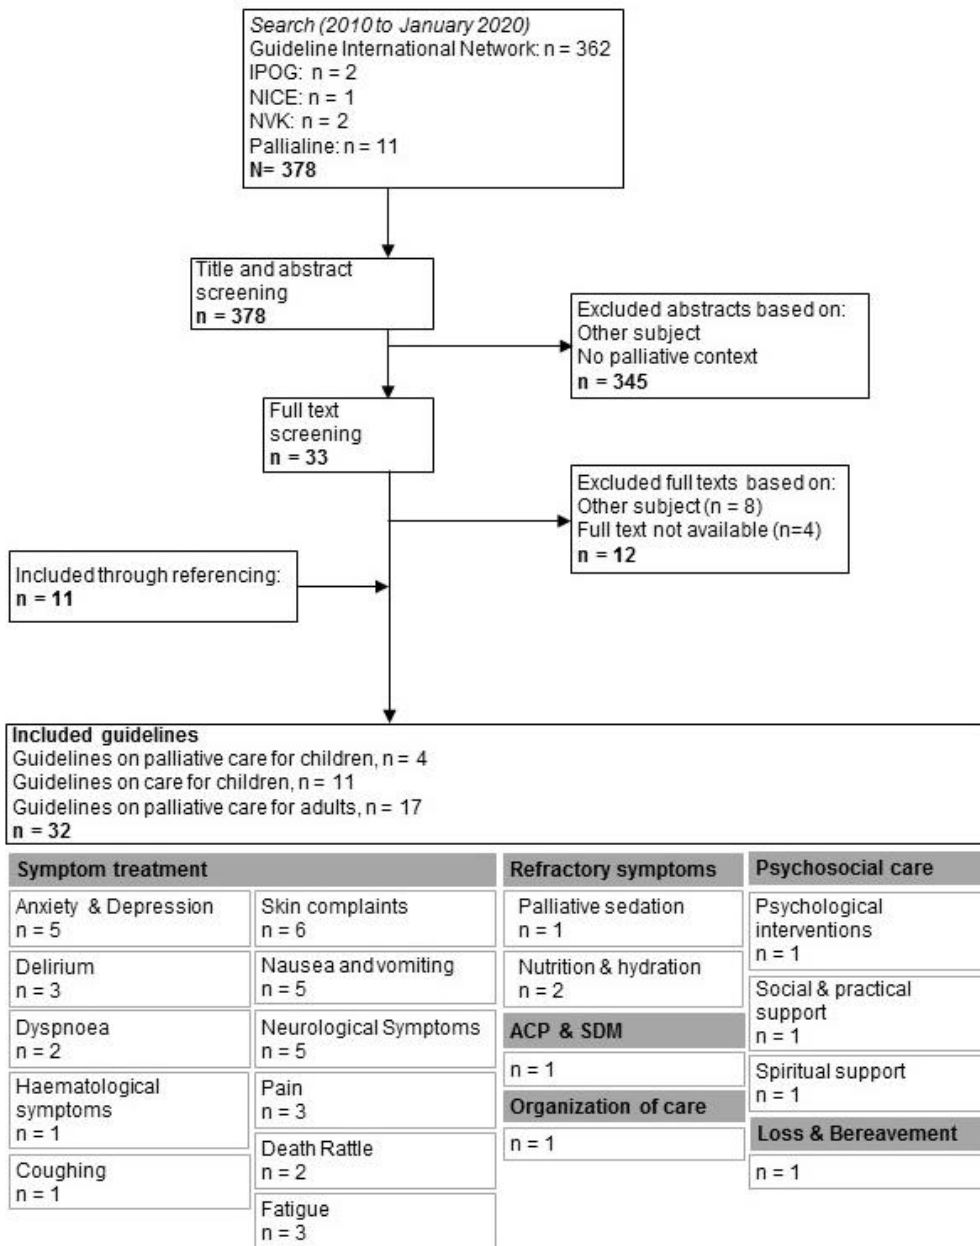 Search (2010 to January 2020)
Guideline International Network: n = 362
IPOG: n = 2
NICE: n = 1
NVK: n = 2
Pallialine: n = 11
N= 378
Title and abstract
screening
n = 378
Excluded abstracts based on:
Other subject
No palliative context
n = 345
Full text
screening
n = 33
Excluded full texts based on:
Other subject (n = 8)
Full text not available (n=4)
n = 12
Included through referencing:
n = 11
Included guidelines
Guidelines on palliative care for children, n = 4
Guidelines on care for children, n = 11
Guidelines on palliative care for adults, n = 17
n = 32
Symptom treatment
Anxiety & Depression
n = 5
Delirium
n = 3
Dyspnoea
n = 2
Haematological
symptoms
n = 1
Coughing
n = 1
Skin complaints
n = 6
Nausea and vomiting
n = 5
Neurological Symptoms
n = 5
Pain
n = 3
Death Rattle
n = 2
Fatigue
n = 3
Refractory symptoms
Palliative sedation
n = 1
Nutrition & hydration
n = 2
ACP & SDM
n = 1
Organization of care
n = 1
Psychosocial care
Psychological
interventions
n = 1
Social & practical
support
n = 1
Spiritual support
n = 1
Loss & Bereavement
n = 1